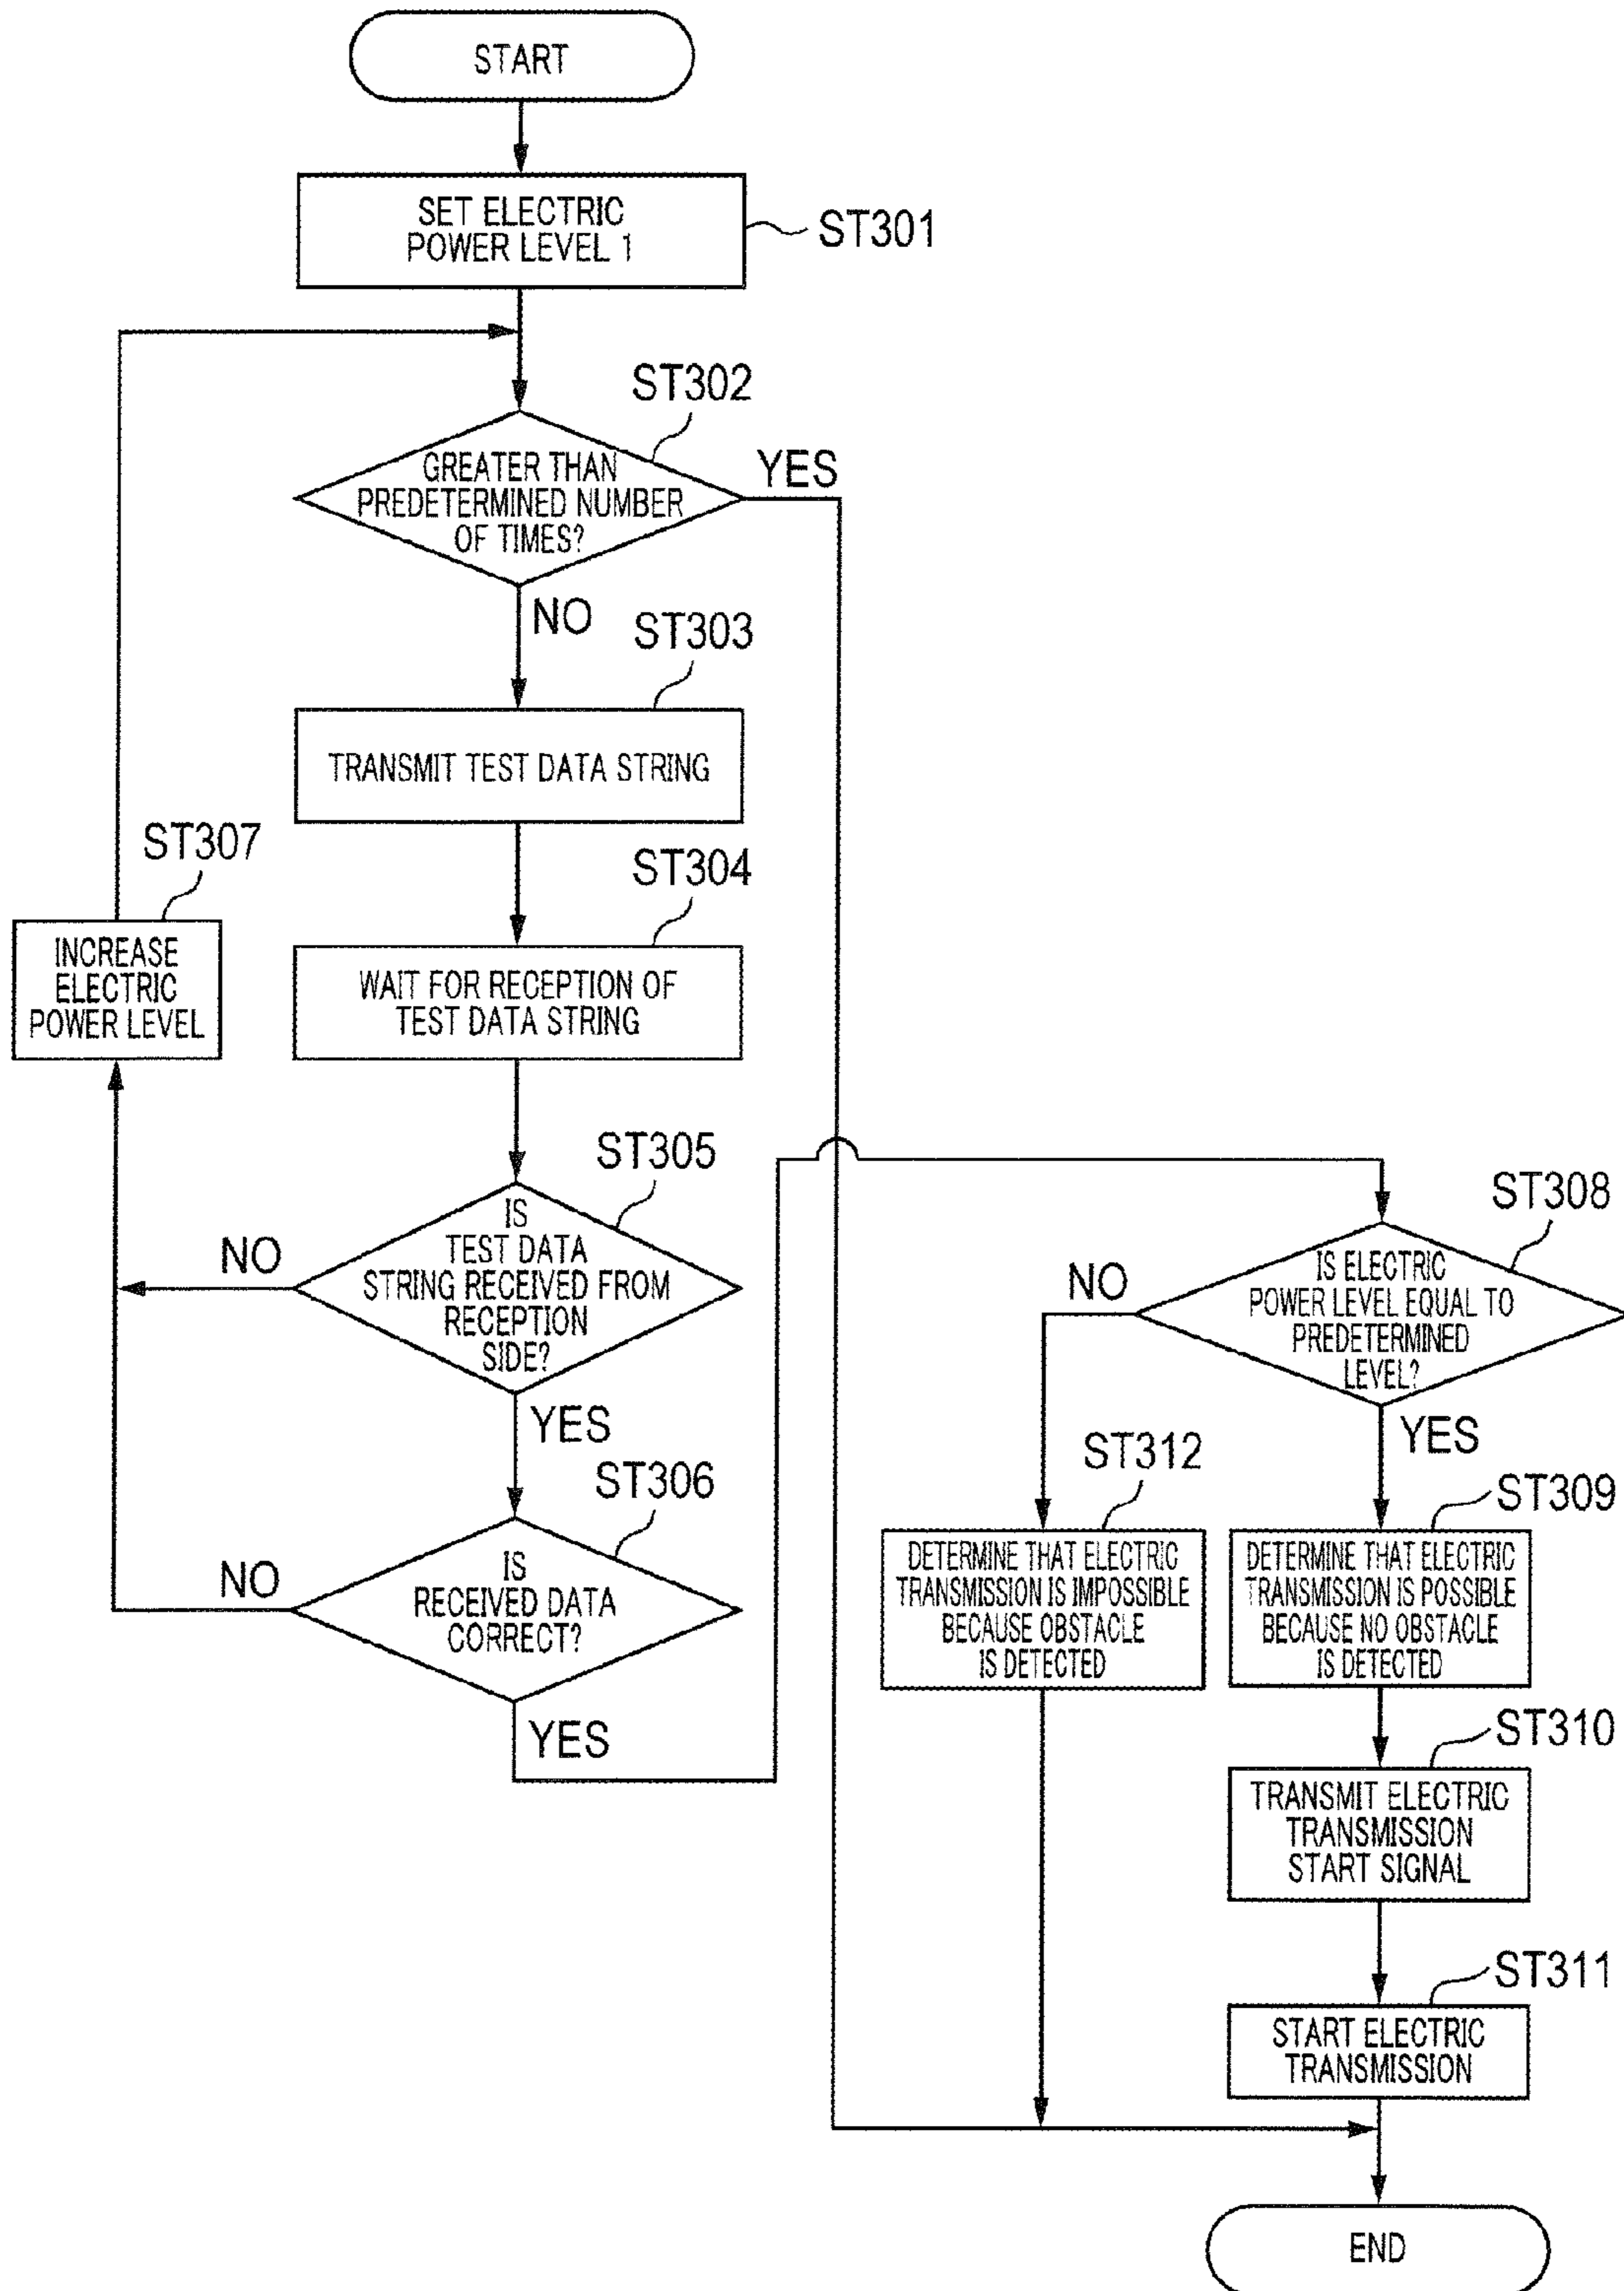 START
SET ELECTRIC
POWER LEVEL 1
ST301
ST302
GREATER THAN
PREDETERMINED NUMBER
OF TIMES?
YES
NO
ST303
TRANSMIT TEST DATA STRING
ST304
WAIT FOR RECEPTION OF
TEST DATA STRING
ST307
INCREASE
ELECTRIC
POWER LEVEL
ST305
IS
TEST DATA
STRING RECEIVED FROM
RECEPTION
SIDE?
NO
YES
ST306
IS
RECEIVED DATA
CORRECT?
NO
YES
ST308
IS ELECTRIC
POWER LEVEL EQUAL TO
PREDETERMINED
LEVEL?
NO
YES
ST312
DETERMINE THAT ELECTRIC
TRANSMISSION IS IMPOSSIBLE
BECAUSE OBSTACLE
IS DETECTED
ST309
DETERMINE THAT ELECTRIC
TRANSMISSION IS POSSIBLE
BECAUSE NO OBSTACLE
IS DETECTED
ST310
TRANSMIT ELECTRIC
TRANSMISSION
START SIGNAL
ST311
START ELECTRIC
TRANSMISSION
END